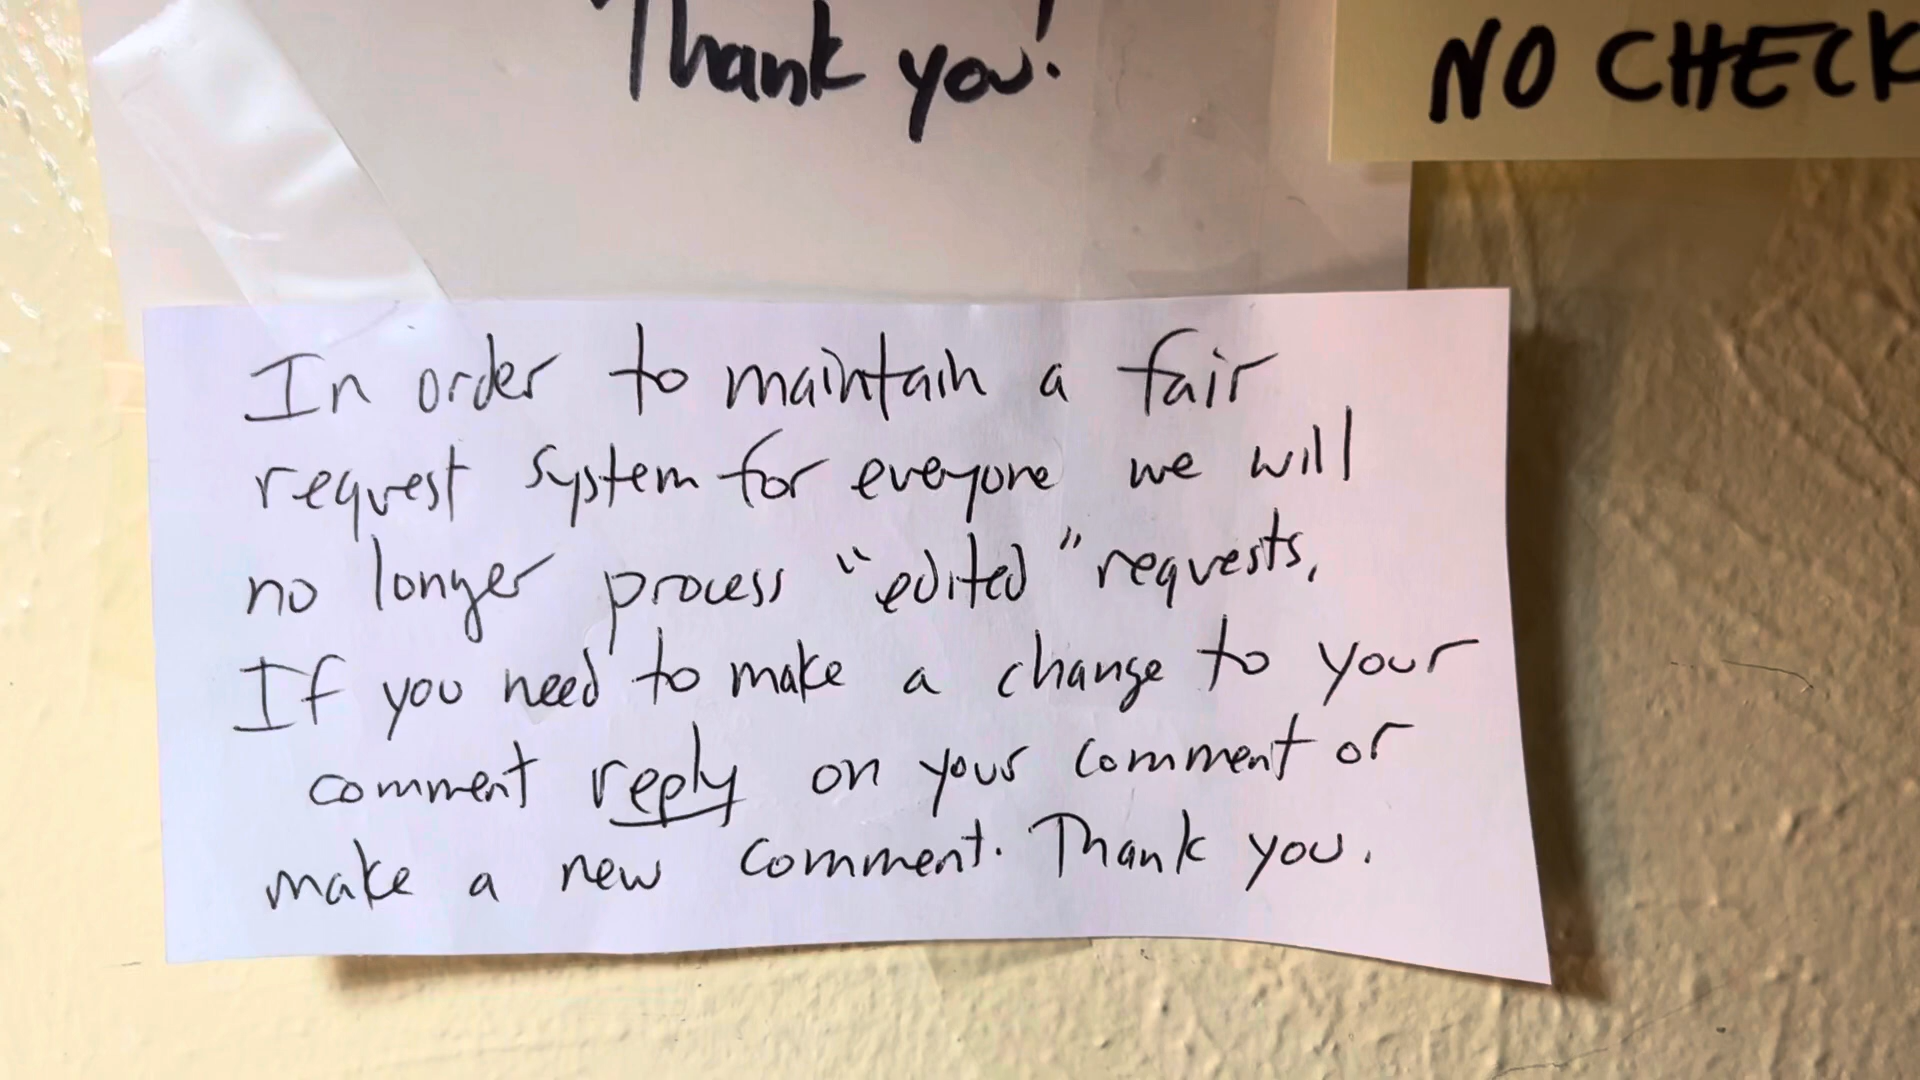 Thank you!
NO CHECK
In order to maintain a fair
request system for everyone we will
no longer process "edited" requests.
If you need to make a change to your
comment reply on your comment or
make a new comment. Thank you.